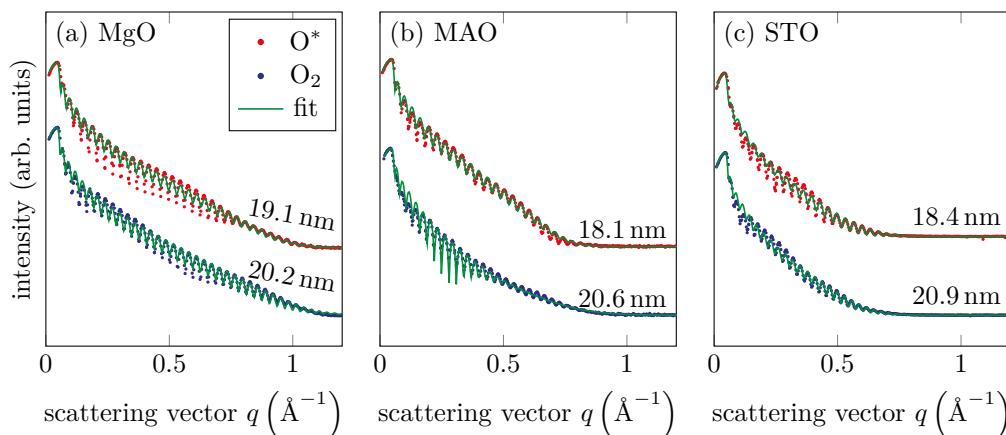 (a) MgO
O*
O₂
fit
19.1 nm
20.2 nm
(b) MAO
18.1 nm
20.6 nm
(c) STO
18.4 nm
20.9 nm
intensity (arb. units)
0 0.5 1
0 0.5 1
0 0.5 1
scattering vector q (Å⁻¹)
scattering vector q (Å⁻¹)
scattering vector q (Å⁻¹)